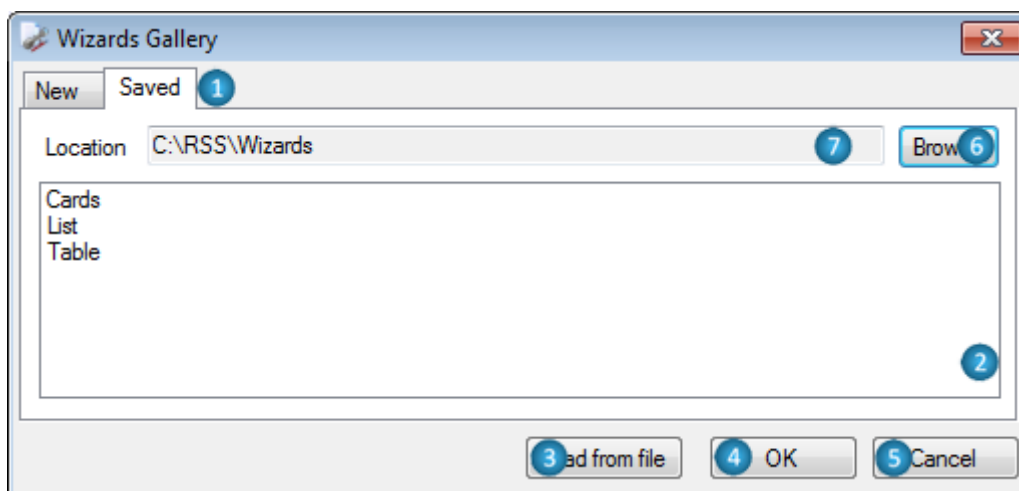 Wizards Gallery
New Saved 1
Location C:\RSS\Wizards 7 Brow 6
Cards
List
Table
2
3 ad from file 4 OK 5 Cancel